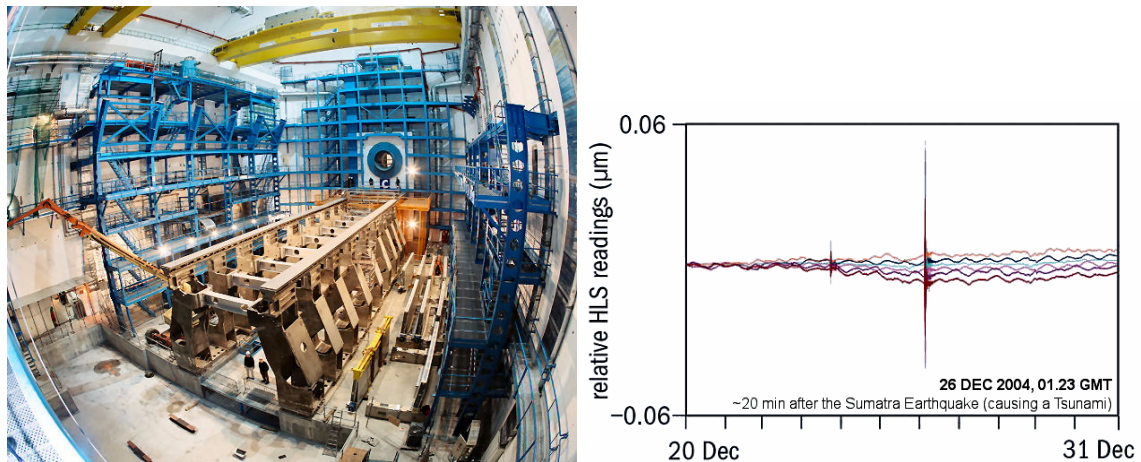 0.06
relative HLS readings (µm)
26 DEC 2004, 01.23 GMT
~20 min after the Sumatra Earthquake (causing a Tsunami)
−0.06
20 Dec
31 Dec